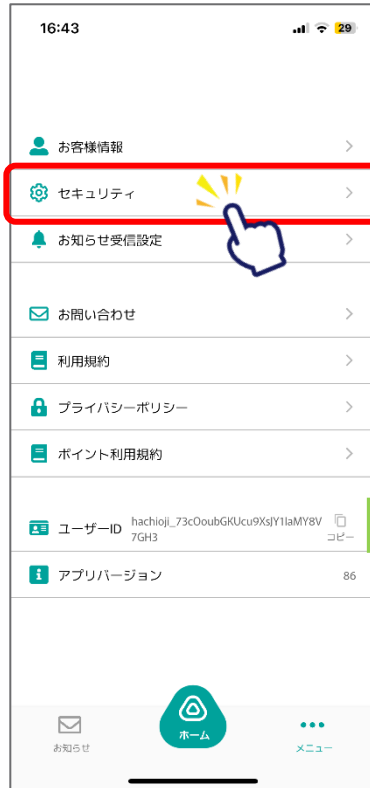 16:43 29
お客様情報
セキュリティ
お知らせ受信設定
お問い合わせ
利用規約
プライバシーポリシー
ポイント利用規約
ユーザーID hachioji_73cOoubGKUcu9XsJY1IaMY8V
7GH3
コピー
アプリバージョン 86
お知らせ
ホーム
メニュー